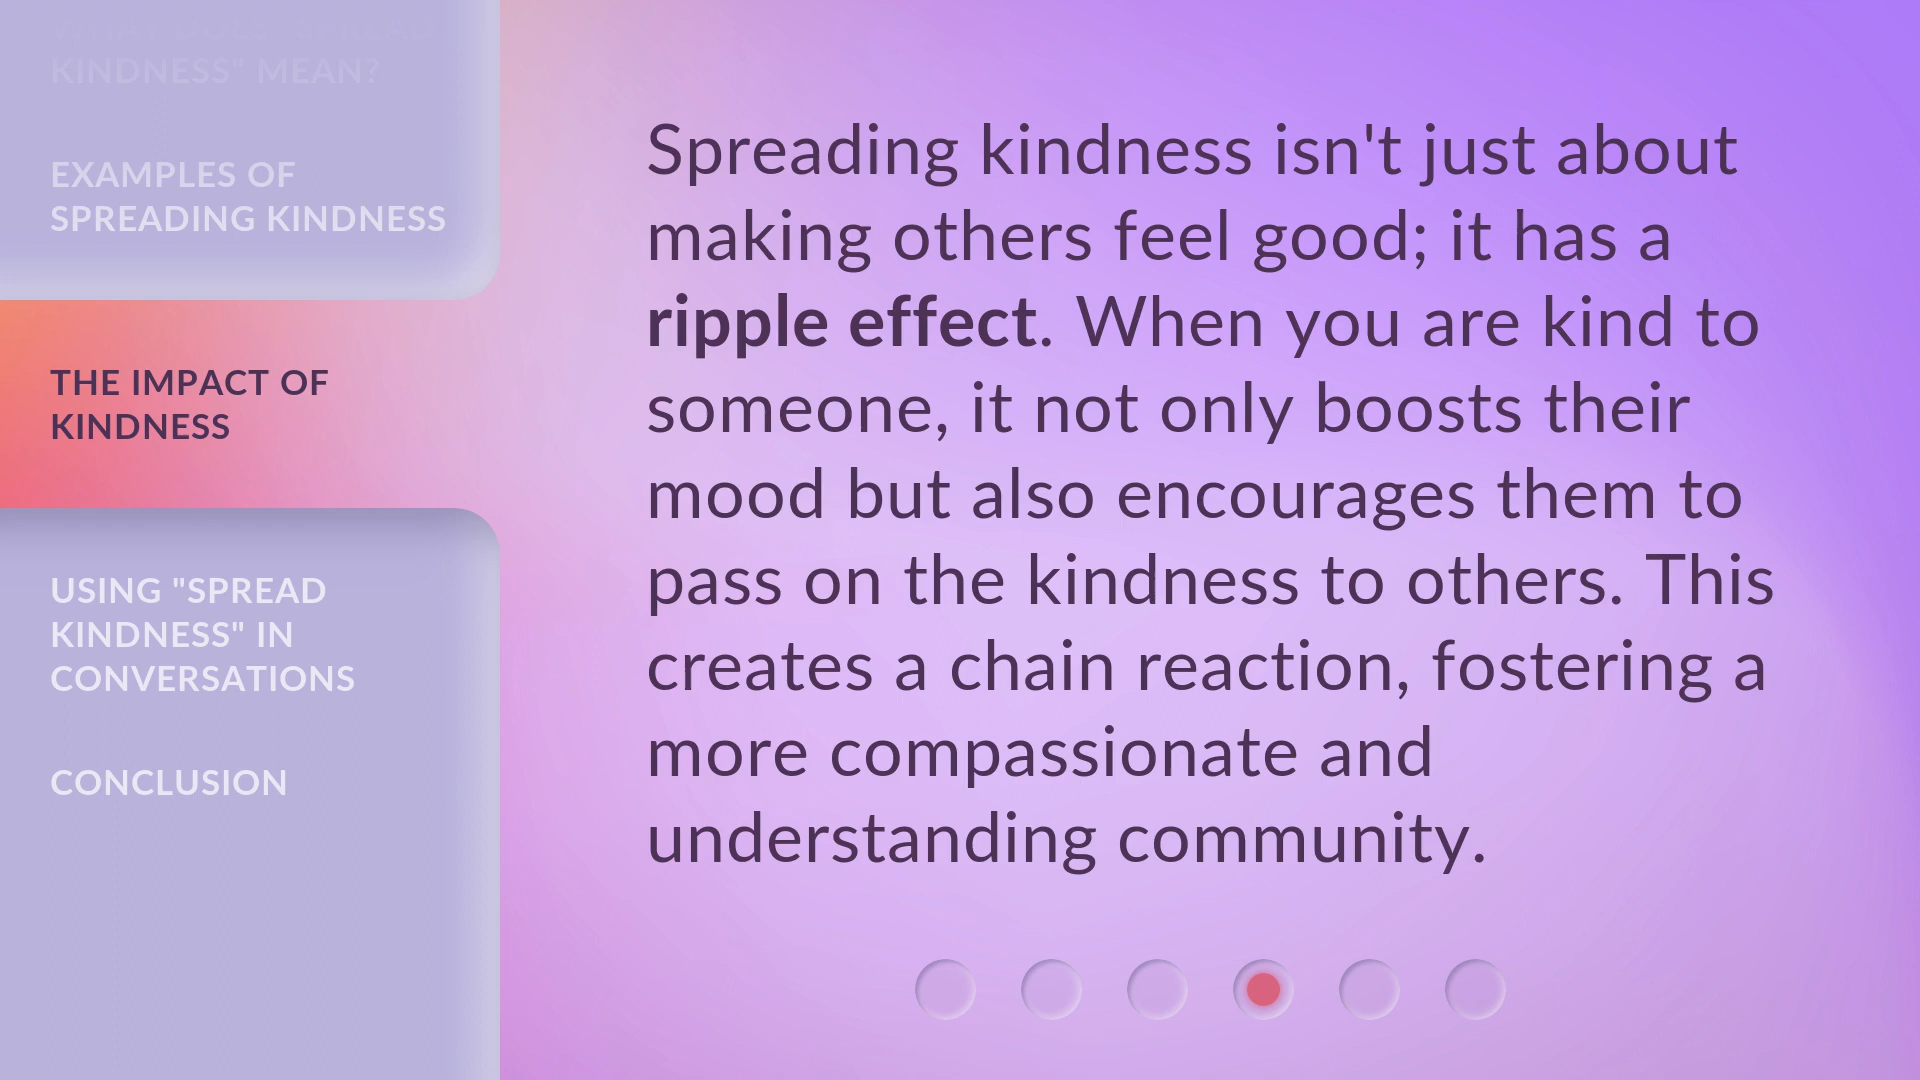 WHAT DOES "SPREAD
KINDNESS" MEAN?
EXAMPLES OF
SPREADING KINDNESS
THE IMPACT OF
KINDNESS
USING "SPREAD
KINDNESS" IN
CONVERSATIONS
CONCLUSION
Spreading kindness isn't just about
making others feel good; it has a
ripple effect. When you are kind to
someone, it not only boosts their
mood but also encourages them to
pass on the kindness to others. This
creates a chain reaction, fostering a
more compassionate and
understanding community.